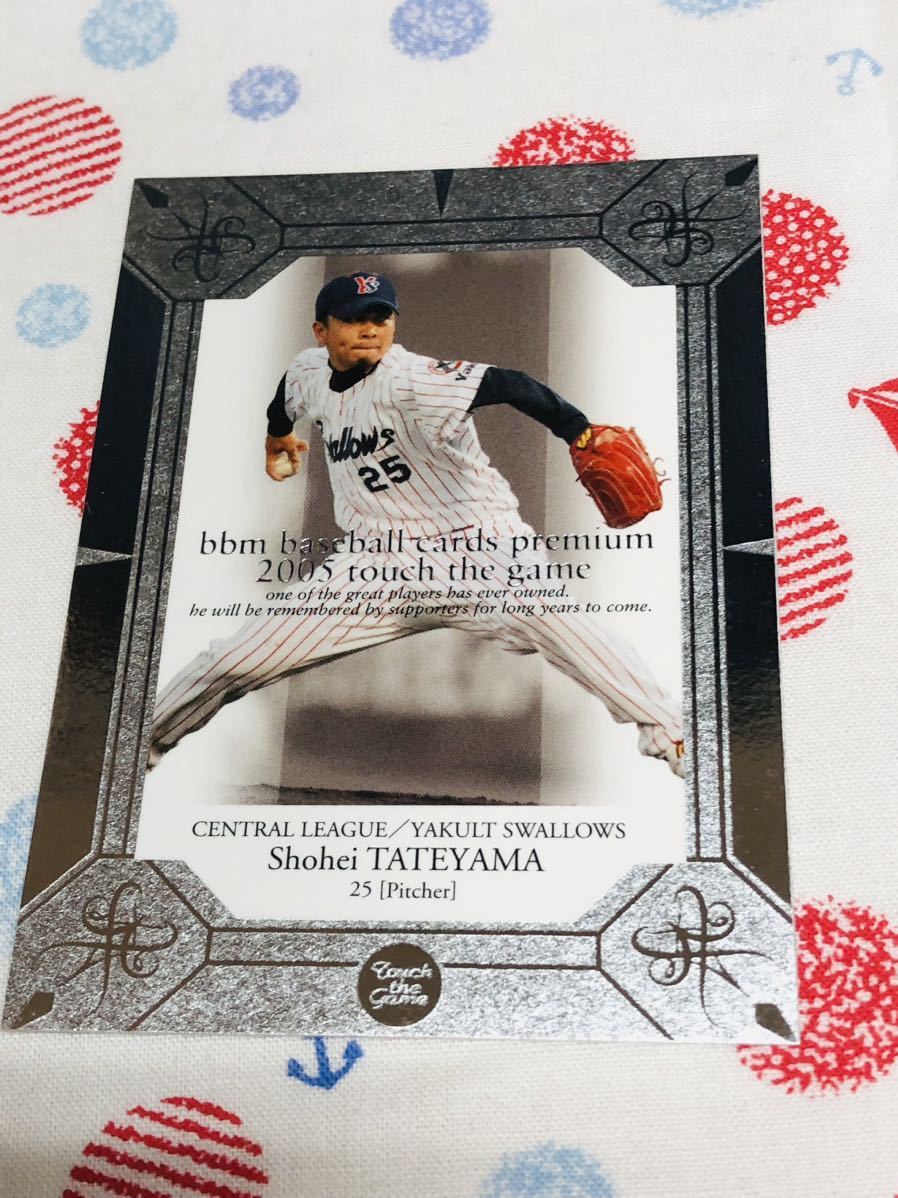 YS
Yakult
Swallows
25
bbm baseball cards premium
2005 touch the game
one of the great players has ever owned.
he will be remembered by supporters for long years to come.
CENTRAL LEAGUE／YAKULT SWALLOWS
Shohei TATEYAMA
25 [Pitcher]
Touch
the
Game